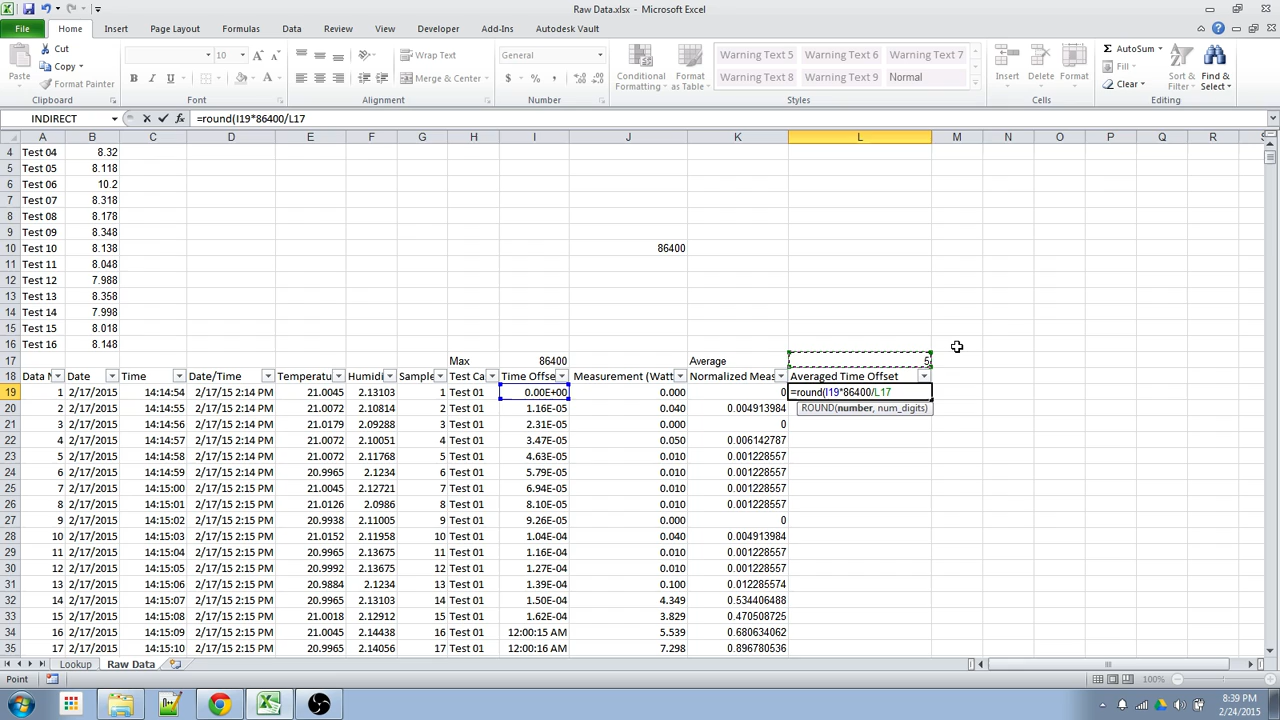 Raw Data.xlsx - Microsoft Excel
File Home Insert Page Layout Formulas Data Review View Developer Add-Ins Autodesk Vault
Paste Cut Copy Format Painter Clipboard
10 A A B I U A Font
Wrap Text Merge & Center Alignment
General $ % , Number
Conditional Formatting Format as Table
Warning Text 5 Warning Text 6 Warning Text 7
Warning Text 8 Warning Text 9 Normal
Styles
Insert Delete Format Cells
AutoSum Fill Clear Sort & Filter Find & Select Editing
INDIRECT =round(I19*86400/L17
A B C D E F G H I J K L M N O P Q R S
4 Test 04 8.32
5 Test 05 8.118
6 Test 06 10.2
7 Test 07 8.318
8 Test 08 8.178
9 Test 09 8.348
10 Test 10 8.138 86400
11 Test 11 8.048
12 Test 12 7.988
13 Test 13 8.358
14 Test 14 7.998
15 Test 15 8.018
16 Test 16 8.148
17 Max 86400 Average 5
18 Data N Date Time Date/Time Temperatu Humidi Sample Test Ca Time Offse Measurement (Watt Normalized Meas Averaged Time Offset
19 1 2/17/2015 14:14:54 2/17/15 2:14 PM 21.0045 2.13103 1 Test 01 0.00E+00 0.000 0 =round(I19*86400/L17
20 2 2/17/2015 14:14:55 2/17/15 2:14 PM 21.0072 2.10814 2 Test 01 1.16E-05 0.040 0.004913984 ROUND(number, num_digits)
21 3 2/17/2015 14:14:56 2/17/15 2:14 PM 21.0179 2.09288 3 Test 01 2.31E-05 0.000 0
22 4 2/17/2015 14:14:57 2/17/15 2:14 PM 21.0072 2.10051 4 Test 01 3.47E-05 0.050 0.006142787
23 5 2/17/2015 14:14:58 2/17/15 2:14 PM 21.0072 2.11768 5 Test 01 4.63E-05 0.010 0.001228557
24 6 2/17/2015 14:14:59 2/17/15 2:14 PM 20.9965 2.1234 6 Test 01 5.79E-05 0.010 0.001228557
25 7 2/17/2015 14:15:00 2/17/15 2:15 PM 21.0045 2.12721 7 Test 01 6.94E-05 0.010 0.001228557
26 8 2/17/2015 14:15:01 2/17/15 2:15 PM 21.0126 2.0986 8 Test 01 8.10E-05 0.010 0.001228557
27 9 2/17/2015 14:15:02 2/17/15 2:15 PM 20.9938 2.11005 9 Test 01 9.26E-05 0.000 0
28 10 2/17/2015 14:15:03 2/17/15 2:15 PM 21.0152 2.11958 10 Test 01 1.04E-04 0.040 0.004913984
29 11 2/17/2015 14:15:04 2/17/15 2:15 PM 20.9965 2.13675 11 Test 01 1.16E-04 0.010 0.001228557
30 12 2/17/2015 14:15:05 2/17/15 2:15 PM 20.9992 2.13675 12 Test 01 1.27E-04 0.010 0.001228557
31 13 2/17/2015 14:15:06 2/17/15 2:15 PM 20.9884 2.1234 13 Test 01 1.39E-04 0.100 0.012285574
32 14 2/17/2015 14:15:07 2/17/15 2:15 PM 20.9965 2.13103 14 Test 01 1.50E-04 4.349 0.534406488
33 15 2/17/2015 14:15:08 2/17/15 2:15 PM 21.0018 2.12912 15 Test 01 1.62E-04 3.829 0.470508725
34 16 2/17/2015 14:15:09 2/17/15 2:15 PM 21.0045 2.14438 16 Test 01 12:00:15 AM 5.539 0.680634062
35 17 2/17/2015 14:15:10 2/17/15 2:15 PM 20.9965 2.14056 17 Test 01 12:00:16 AM 7.298 0.896780536
Lookup Raw Data
Point 100%
8:39 PM
2/24/2015